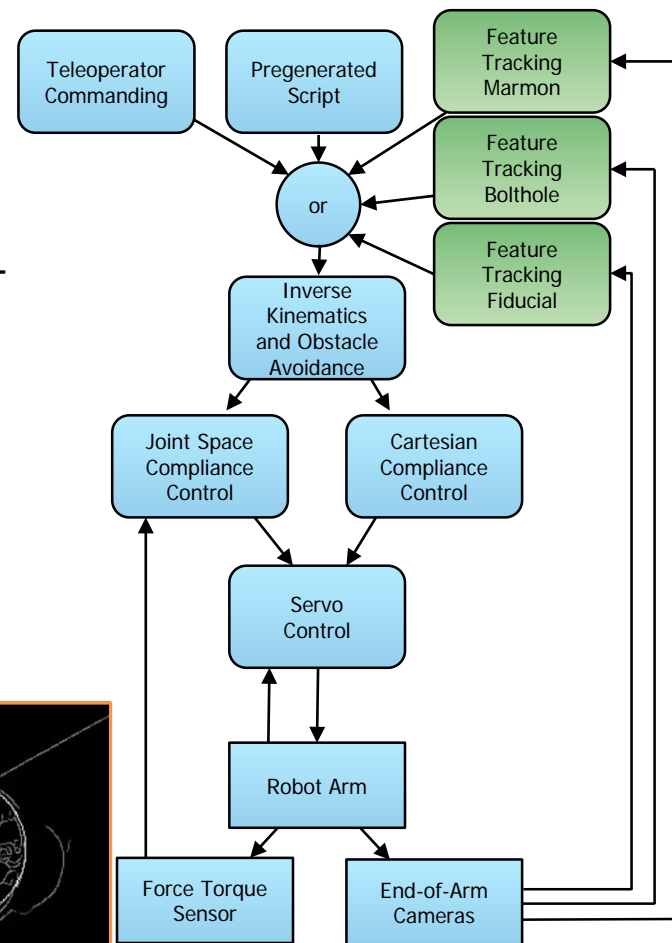 Teleoperator
Commanding
Pregenerated
Script
Feature
Tracking
Marmon
Feature
Tracking
Bolthole
or
Feature
Tracking
Fiducial
Inverse
Kinematics
and Obstacle
Avoidance
Joint Space
Compliance
Control
Cartesian
Compliance
Control
Servo
Control
Robot Arm
Force Torque
Sensor
End-of-Arm
Cameras